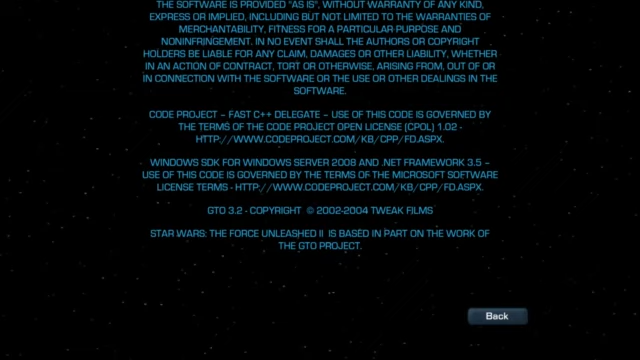 THE SOFTWARE IS PROVIDED "AS IS", WITHOUT WARRANTY OF ANY KIND,
EXPRESS OR IMPLIED, INCLUDING BUT NOT LIMITED TO THE WARRANTIES OF
MERCHANTABILITY, FITNESS FOR A PARTICULAR PURPOSE AND
NONINFRINGEMENT. IN NO EVENT SHALL THE AUTHORS OR COPYRIGHT
HOLDERS BE LIABLE FOR ANY CLAIM, DAMAGES OR OTHER LIABILITY, WHETHER
IN AN ACTION OF CONTRACT, TORT OR OTHERWISE, ARISING FROM, OUT OF OR
IN CONNECTION WITH THE SOFTWARE OR THE USE OR OTHER DEALINGS IN THE
SOFTWARE.
CODE PROJECT – FAST C++ DELEGATE – USE OF THIS CODE IS GOVERNED BY
THE TERMS OF THE CODE PROJECT OPEN LICENSE (CPOL) 1.02 -
HTTP://WWW.CODEPROJECT.COM/KB/CPP/FD.ASPX.
WINDOWS SDK FOR WINDOWS SERVER 2008 AND .NET FRAMEWORK 3.5 –
USE OF THIS CODE IS GOVERNED BY THE TERMS OF THE MICROSOFT SOFTWARE
LICENSE TERMS - HTTP://WWW.CODEPROJECT.COM/KB/CPP/FD.ASPX.
GTO 3.2 - COPYRIGHT © 2002-2004 TWEAK FILMS
STAR WARS: THE FORCE UNLEASHED II IS BASED IN PART ON THE WORK OF
THE GTO PROJECT.
Back